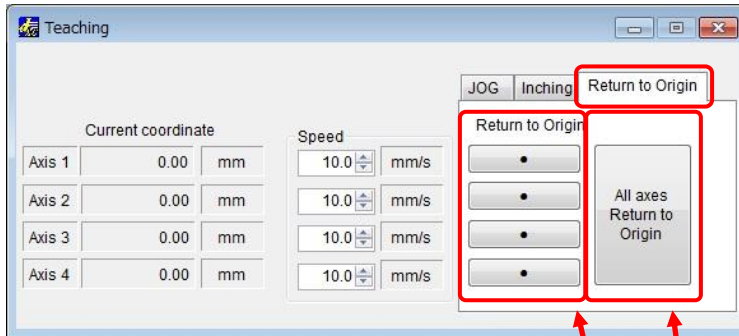 Teaching
JOG Inching Return to Origin
Current coordinate Speed Return to Origin
Axis 1 0.00 mm 10.0 mm/s •
Axis 2 0.00 mm 10.0 mm/s •
Axis 3 0.00 mm 10.0 mm/s •
Axis 4 0.00 mm 10.0 mm/s •
All axes
Return to
Origin